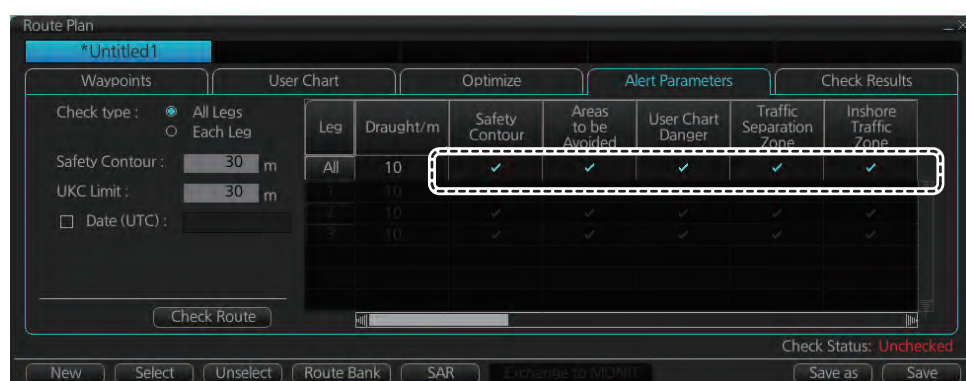 Route Plan
*Untitled1
Waypoints User Chart Optimize Alert Parameters Check Results
Check type : All Legs
Each Leg
Safety Contour : 30 m
UKC Limit : 30 m
Date (UTC) :
Check Route
Leg Draught/m Safety Contour Areas to be Avoided User Chart Danger Traffic Separation Zone Inshore Traffic Zone
All 10 ✓ ✓ ✓ ✓ ✓
1 10
2 10 ✓ ✓ ✓ ✓ ✓
3 10 ✓ ✓ ✓ ✓ ✓
Check Status: Unchecked
New Select Unselect Route Bank SAR Exchange to MONIT Save as Save